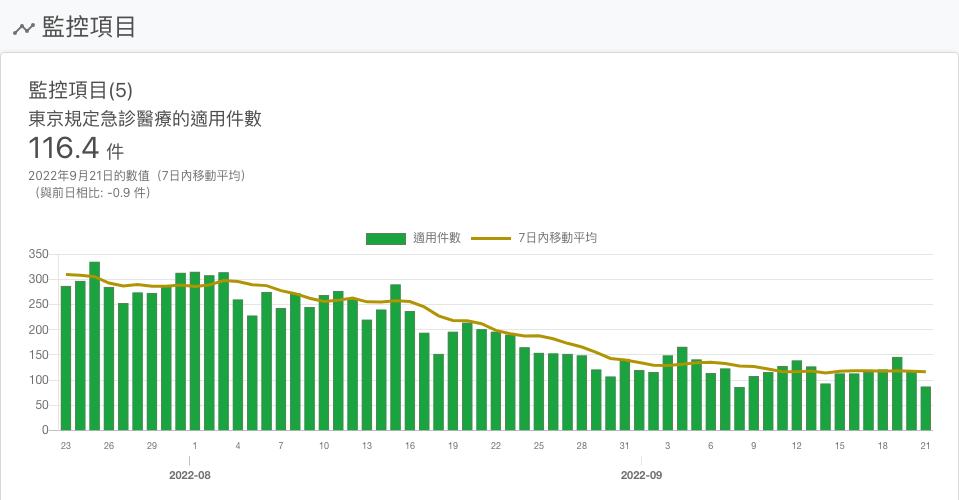 監控項目
監控項目(5)
東京規定急診醫療的適用件數
116.4 件
2022年9月21日的數值（7日內移動平均）
（與前日相比: -0.9 件）
適用件數 7日內移動平均
350
300
250
200
150
100
50
0
23 26 29 1 4 7 10 13 16 19 22 25 28 31 3 6 9 12 15 18 21
2022-08 2022-09